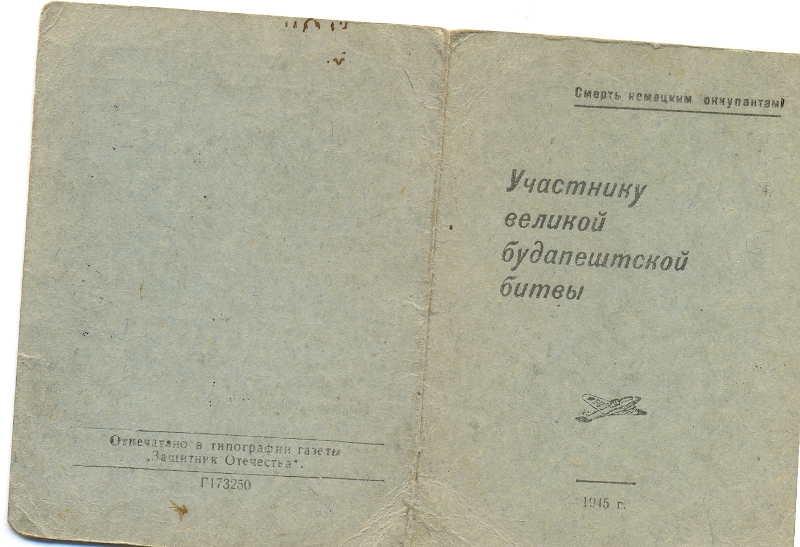 Отпечатано в типографии газеты
„Защитник Отечества".
Г173250
Смерть немецким оккупантам!
Участнику
великой
будапештской
битвы
1945 г.